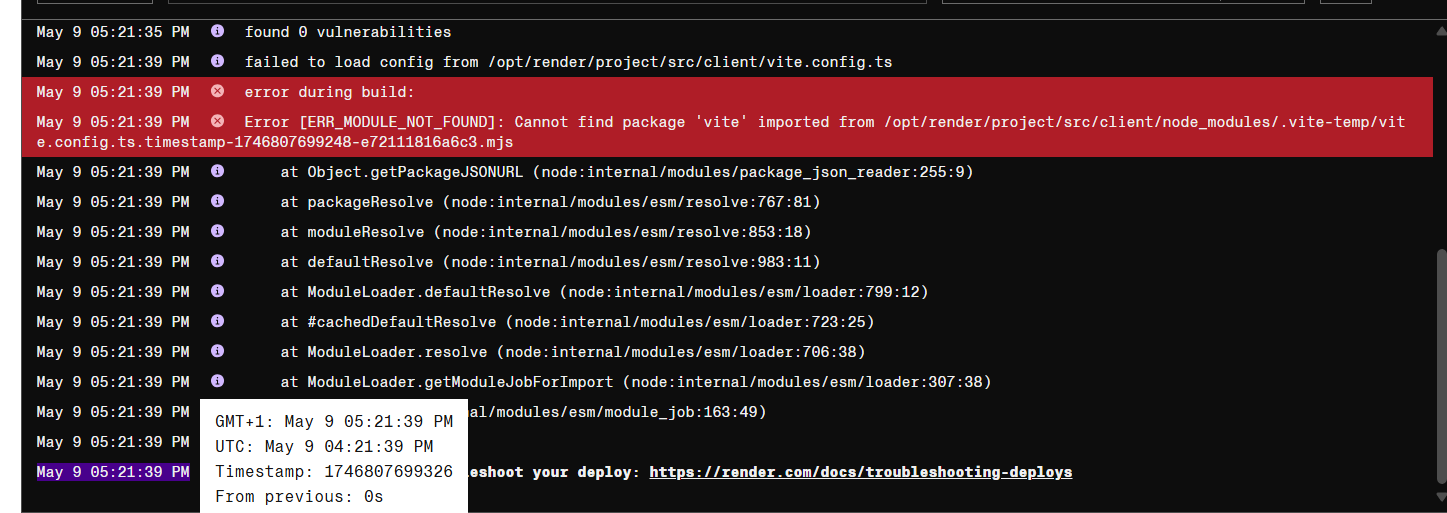 May 9 05:21:35 PM found 0 vulnerabilities
May 9 05:21:39 PM failed to load config from /opt/render/project/src/client/vite.config.ts
May 9 05:21:39 PM error during build:
May 9 05:21:39 PM Error [ERR_MODULE_NOT_FOUND]: Cannot find package 'vite' imported from /opt/render/project/src/client/node_modules/.vite-temp/vit
e.config.ts.timestamp-1746807699248-e72111816a6c3.mjs
May 9 05:21:39 PM at Object.getPackageJSONURL (node:internal/modules/package_json_reader:255:9)
May 9 05:21:39 PM at packageResolve (node:internal/modules/esm/resolve:767:81)
May 9 05:21:39 PM at moduleResolve (node:internal/modules/esm/resolve:853:18)
May 9 05:21:39 PM at defaultResolve (node:internal/modules/esm/resolve:983:11)
May 9 05:21:39 PM at ModuleLoader.defaultResolve (node:internal/modules/esm/loader:799:12)
May 9 05:21:39 PM at #cachedDefaultResolve (node:internal/modules/esm/loader:723:25)
May 9 05:21:39 PM at ModuleLoader.resolve (node:internal/modules/esm/loader:706:38)
May 9 05:21:39 PM at ModuleLoader.getModuleJobForImport (node:internal/modules/esm/loader:307:38)
May 9 05:21:39 PM al/modules/esm/module_job:163:49)
May 9 05:21:39 PM
May 9 05:21:39 PM eshoot your deploy: https://render.com/docs/troubleshooting-deploys
GMT+1: May 9 05:21:39 PM
UTC: May 9 04:21:39 PM
Timestamp: 1746807699326
From previous: 0s